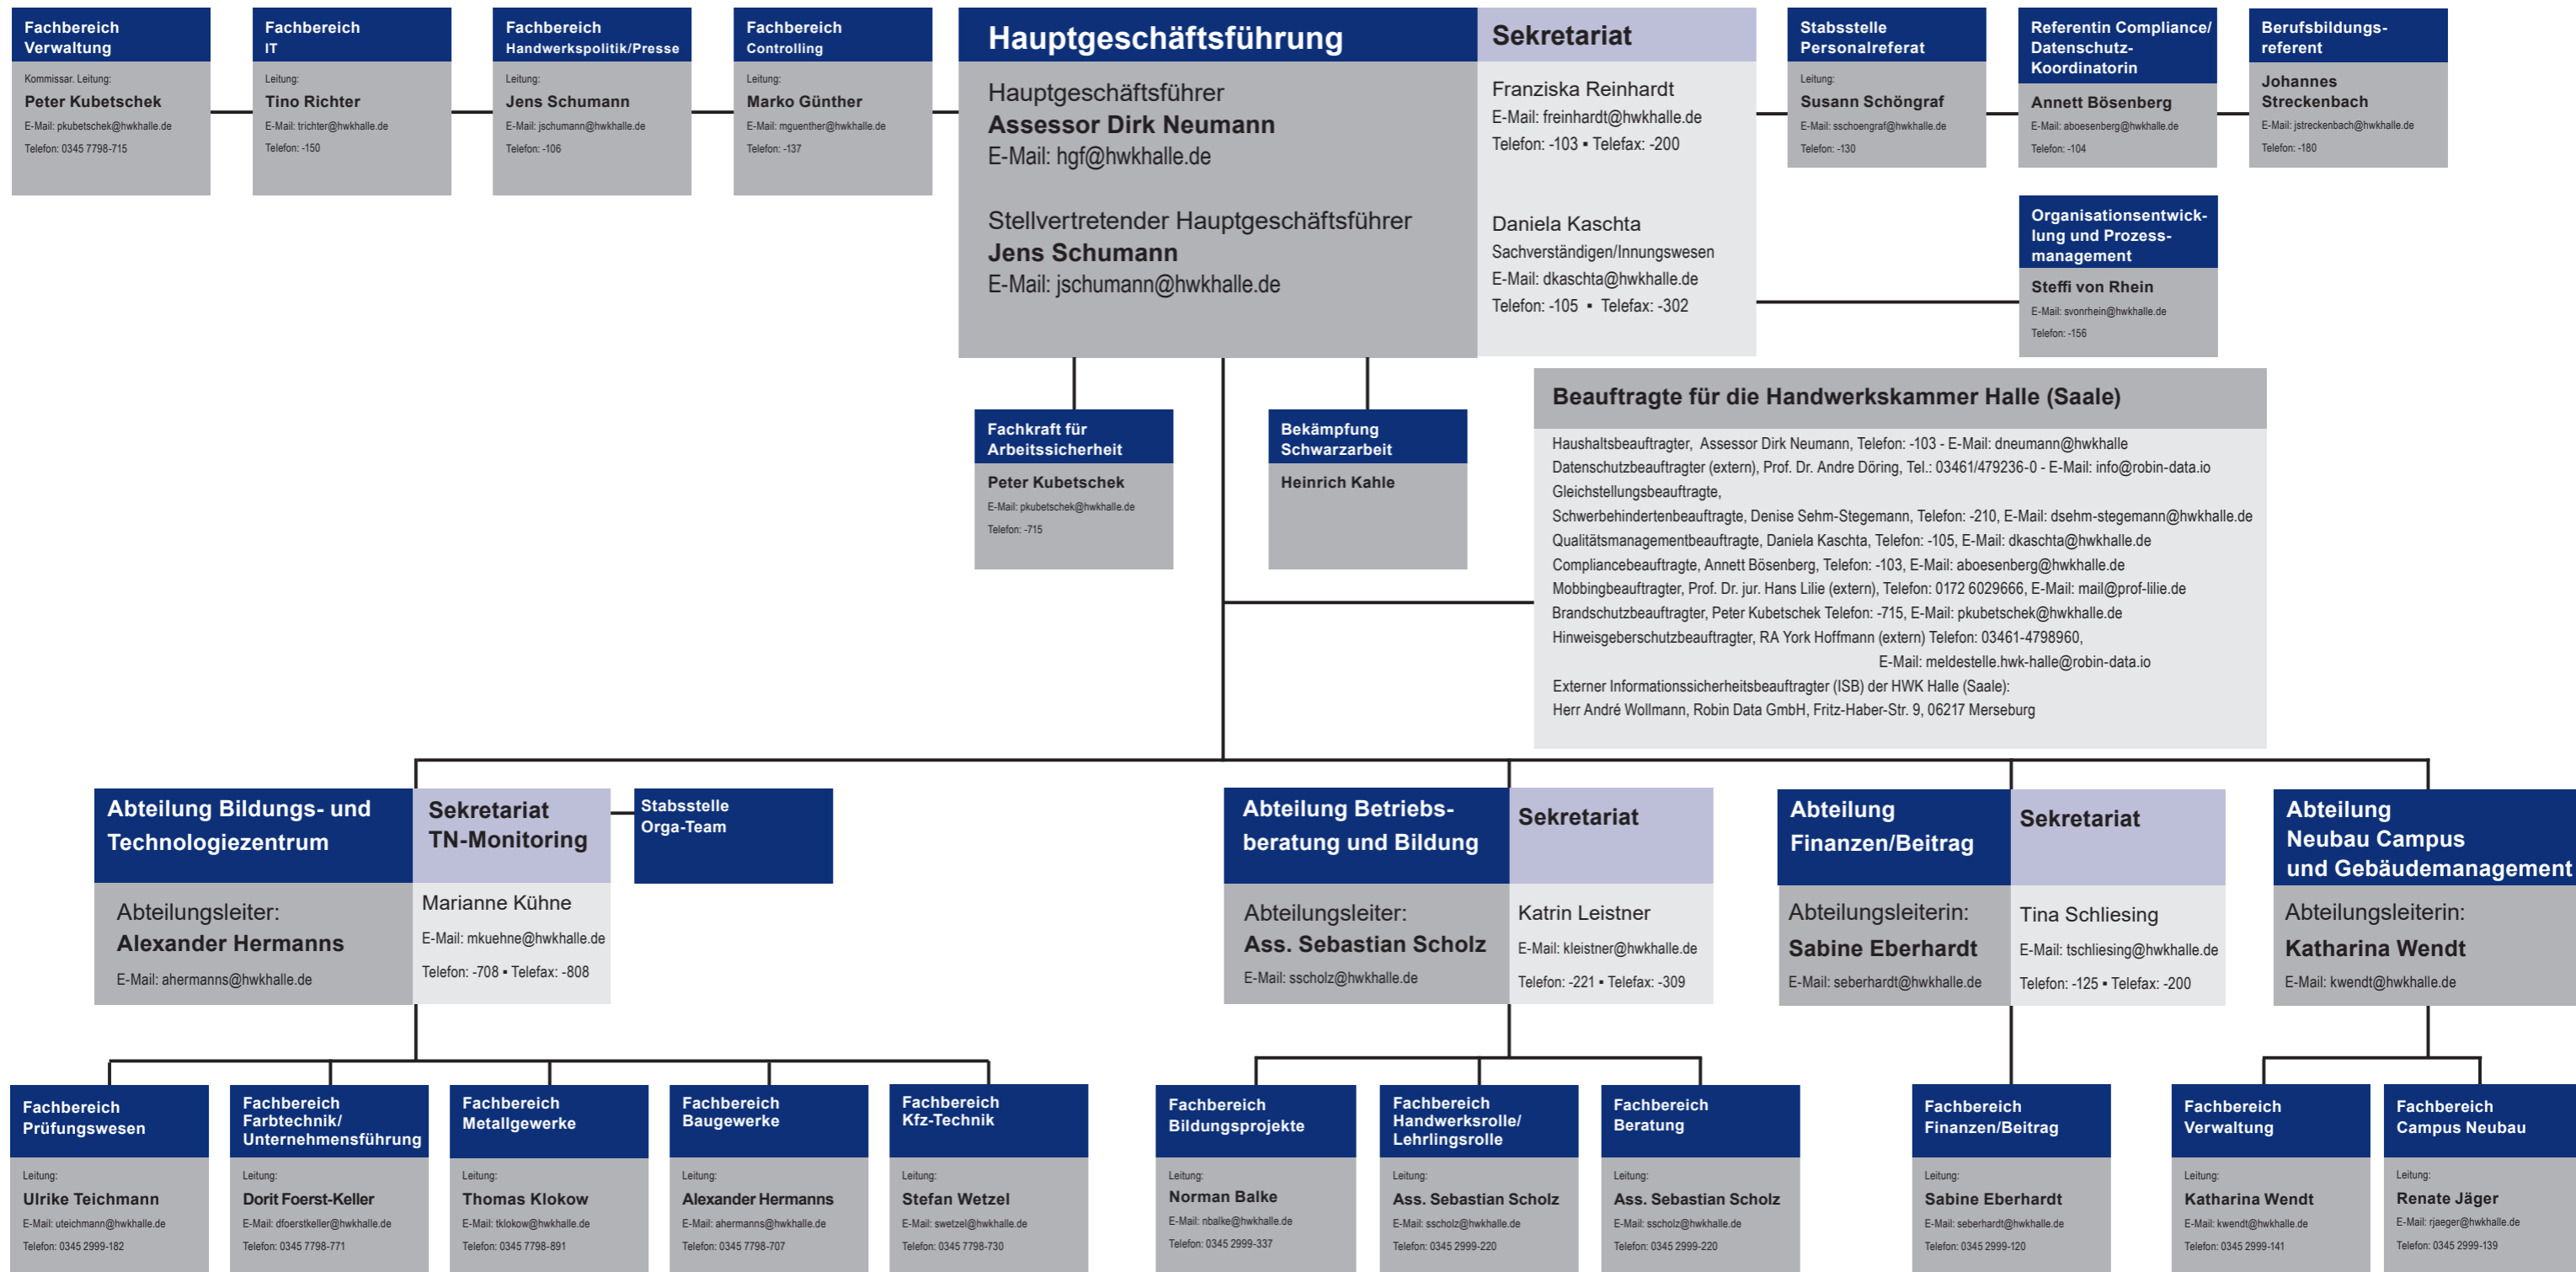 Fachbereich
Verwaltung
Kommissar. Leitung:
Peter Kubetschek
E-Mail: pkubetschek@hwkhalle.de
Telefon: 0345 7798-715
Fachbereich
IT
Leitung:
Tino Richter
E-Mail: trichter@hwkhalle.de
Telefon: -150
Fachbereich
Handwerkspolitik/Presse
Leitung:
Jens Schumann
E-Mail: jschumann@hwkhalle.de
Telefon: -106
Fachbereich
Controlling
Leitung:
Marko Günther
E-Mail: mguenther@hwkhalle.de
Telefon: -137
Hauptgeschäftsführung
Hauptgeschäftsführer
Assessor Dirk Neumann
E-Mail: hgf@hwkhalle.de
Stellvertretender Hauptgeschäftsführer
Jens Schumann
E-Mail: jschumann@hwkhalle.de
Sekretariat
Franziska Reinhardt
E-Mail: freinhardt@hwkhalle.de
Telefon: -103 ▪ Telefax: -200
Daniela Kaschta
Sachverständigen/Innungswesen
E-Mail: dkaschta@hwkhalle.de
Telefon: -105 ▪ Telefax: -302
Stabsstelle
Personalreferat
Leitung:
Susann Schöngraf
E-Mail: sschoengraf@hwkhalle.de
Telefon: -130
Referentin Compliance/
Datenschutz-
Koordinatorin
Annett Bösenberg
E-Mail: aboesenberg@hwkhalle.de
Telefon: -104
Berufsbildungs-
referent
Johannes
Streckenbach
E-Mail: jstreckenbach@hwkhalle.de
Telefon: -180
Organisationsentwick-
lung und Prozess-
management
Steffi von Rhein
E-Mail: svonrhein@hwkhalle.de
Telefon: -156
Fachkraft für
Arbeitssicherheit
Peter Kubetschek
E-Mail: pkubetschek@hwkhalle.de
Telefon: -715
Bekämpfung
Schwarzarbeit
Heinrich Kahle
Beauftragte für die Handwerkskammer Halle (Saale)
Haushaltsbeauftragter, Assessor Dirk Neumann, Telefon: -103 - E-Mail: dneumann@hwkhalle
Datenschutzbeauftragter (extern), Prof. Dr. Andre Döring, Tel.: 03461/479236-0 - E-Mail: info@robin-data.io
Gleichstellungsbeauftragte,
Schwerbehindertenbeauftragte, Denise Sehm-Stegemann, Telefon: -210, E-Mail: dsehm-stegemann@hwkhalle.de
Qualitätsmanagementbeauftragte, Daniela Kaschta, Telefon: -105, E-Mail: dkaschta@hwkhalle.de
Compliancebeauftragte, Annett Bösenberg, Telefon: -103, E-Mail: aboesenberg@hwkhalle.de
Mobbingbeauftragter, Prof. Dr. jur. Hans Lilie (extern), Telefon: 0172 6029666, E-Mail: mail@prof-lilie.de
Brandschutzbeauftragter, Peter Kubetschek Telefon: -715, E-Mail: pkubetschek@hwkhalle.de
Hinweisgeberschutzbeauftragter, RA York Hoffmann (extern) Telefon: 03461-4798960,
E-Mail: meldestelle.hwk-halle@robin-data.io
Externer Informationssicherheitsbeauftragter (ISB) der HWK Halle (Saale):
Herr André Wollmann, Robin Data GmbH, Fritz-Haber-Str. 9, 06217 Merseburg
Abteilung Bildungs- und
Technologiezentrum
Abteilungsleiter:
Alexander Hermanns
E-Mail: ahermanns@hwkhalle.de
Sekretariat
TN-Monitoring
Marianne Kühne
E-Mail: mkuehne@hwkhalle.de
Telefon: -708 ▪ Telefax: -808
Stabsstelle
Orga-Team
Abteilung Betriebs-
beratung und Bildung
Abteilungsleiter:
Ass. Sebastian Scholz
E-Mail: sscholz@hwkhalle.de
Sekretariat
Katrin Leistner
E-Mail: kleistner@hwkhalle.de
Telefon: -221 ▪ Telefax: -309
Abteilung
Finanzen/Beitrag
Abteilungsleiterin:
Sabine Eberhardt
E-Mail: seberhardt@hwkhalle.de
Sekretariat
Tina Schliesing
E-Mail: tschliesing@hwkhalle.de
Telefon: -125 ▪ Telefax: -200
Abteilung
Neubau Campus
und Gebäudemanagement
Abteilungsleiterin:
Katharina Wendt
E-Mail: kwendt@hwkhalle.de
Fachbereich
Prüfungswesen
Leitung:
Ulrike Teichmann
E-Mail: uteichmann@hwkhalle.de
Telefon: 0345 2999-182
Fachbereich
Farbtechnik/
Unternehmensführung
Leitung:
Dorit Foerst-Keller
E-Mail: dfoerstkeller@hwkhalle.de
Telefon: 0345 7798-771
Fachbereich
Metallgewerke
Leitung:
Thomas Klokow
E-Mail: tklokow@hwkhalle.de
Telefon: 0345 7798-891
Fachbereich
Baugewerke
Leitung:
Alexander Hermanns
E-Mail: ahermanns@hwkhalle.de
Telefon: 0345 7798-707
Fachbereich
Kfz-Technik
Leitung:
Stefan Wetzel
E-Mail: swetzel@hwkhalle.de
Telefon: 0345 7798-730
Fachbereich
Bildungsprojekte
Leitung:
Norman Balke
E-Mail: nbalke@hwkhalle.de
Telefon: 0345 2999-337
Fachbereich
Handwerksrolle/
Lehrlingsrolle
Leitung:
Ass. Sebastian Scholz
E-Mail: sscholz@hwkhalle.de
Telefon: 0345 2999-220
Fachbereich
Beratung
Leitung:
Ass. Sebastian Scholz
E-Mail: sscholz@hwkhalle.de
Telefon: 0345 2999-220
Fachbereich
Finanzen/Beitrag
Leitung:
Sabine Eberhardt
E-Mail: seberhardt@hwkhalle.de
Telefon: 0345 2999-120
Fachbereich
Verwaltung
Leitung:
Katharina Wendt
E-Mail: kwendt@hwkhalle.de
Telefon: 0345 2999-141
Fachbereich
Campus Neubau
Leitung:
Renate Jäger
E-Mail: rjaeger@hwkhalle.de
Telefon: 0345 2999-139